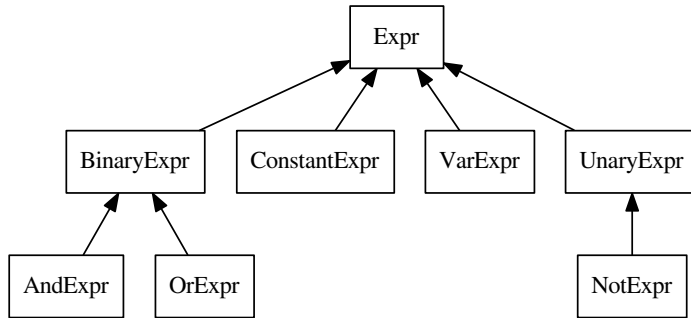 Expr
BinaryExpr
ConstantExpr
VarExpr
UnaryExpr
AndExpr
OrExpr
NotExpr